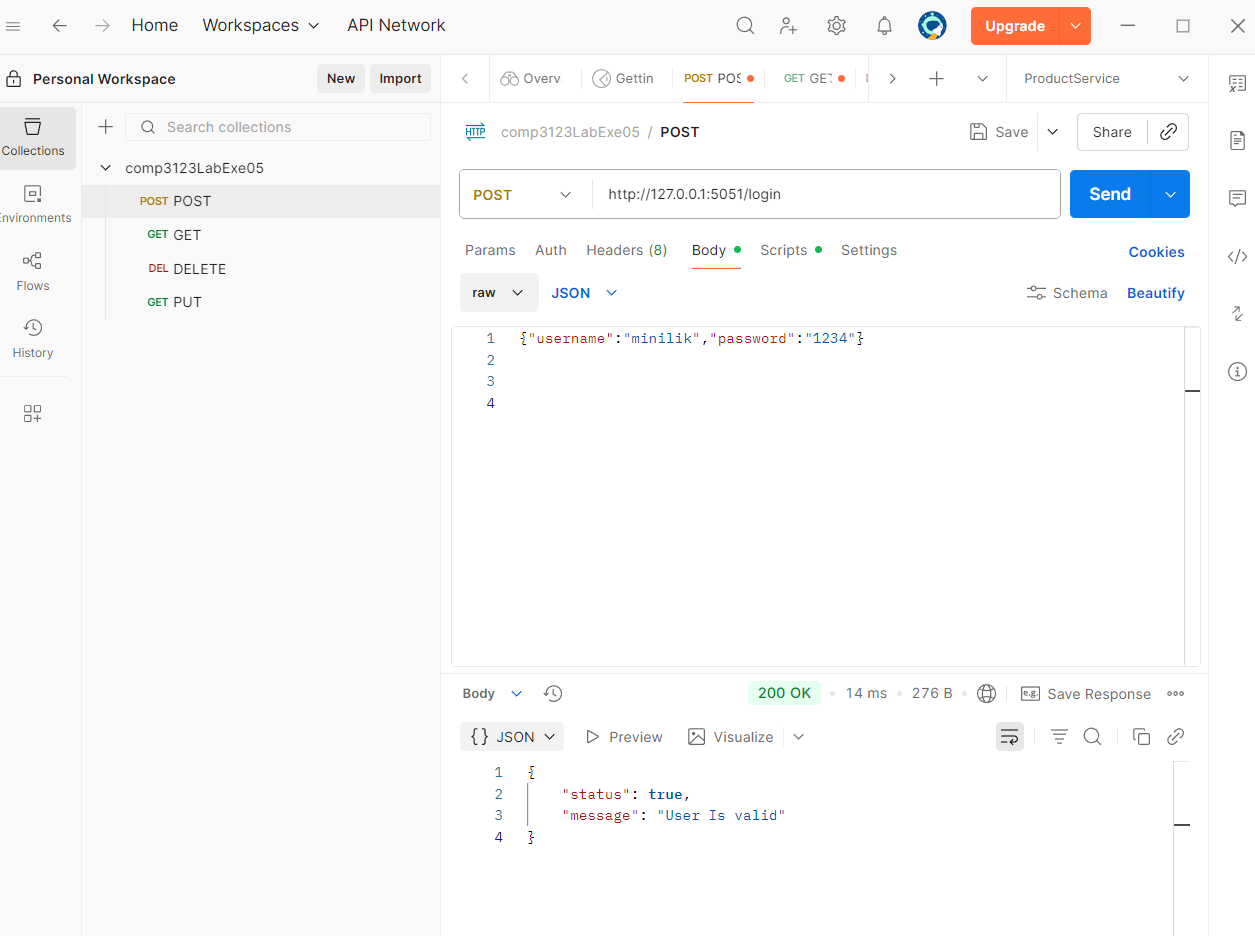 Home Workspaces API Network Upgrade
Personal Workspace New Import
Overv Gettin POST POS GET GET ProductService
Collections
Search collections
HTTP comp3123LabExe05 / POST Save Share
comp3123LabExe05
POST POST
POST http://127.0.0.1:5051/login Send
nvironments
GET GET
DEL DELETE
Flows
GET PUT
History
Params Auth Headers (8) Body Scripts Settings Cookies
raw JSON Schema Beautify
1 {"username":"minilik","password":"1234"}
2
3
4
Body 200 OK 14 ms 276 B e.g. Save Response
{} JSON Preview Visualize
1 {
2 "status": true,
3 "message": "User Is valid"
4 }